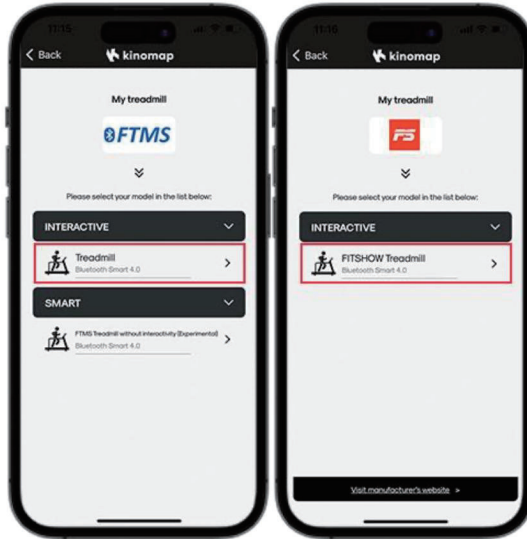 11:15
Back
kinomap
My treadmill
FTMS
Please select your model in the list below:
INTERACTIVE
Treadmill
Bluetooth Smart 4.0
SMART
FTMS Treadmill without interactivity (Experimental)
Bluetooth Smart 4.0
11:16
Back
kinomap
My treadmill
FS
Please select your model in the list below:
INTERACTIVE
FITSHOW Treadmill
Bluetooth Smart 4.0
Visit manufacturer's website >